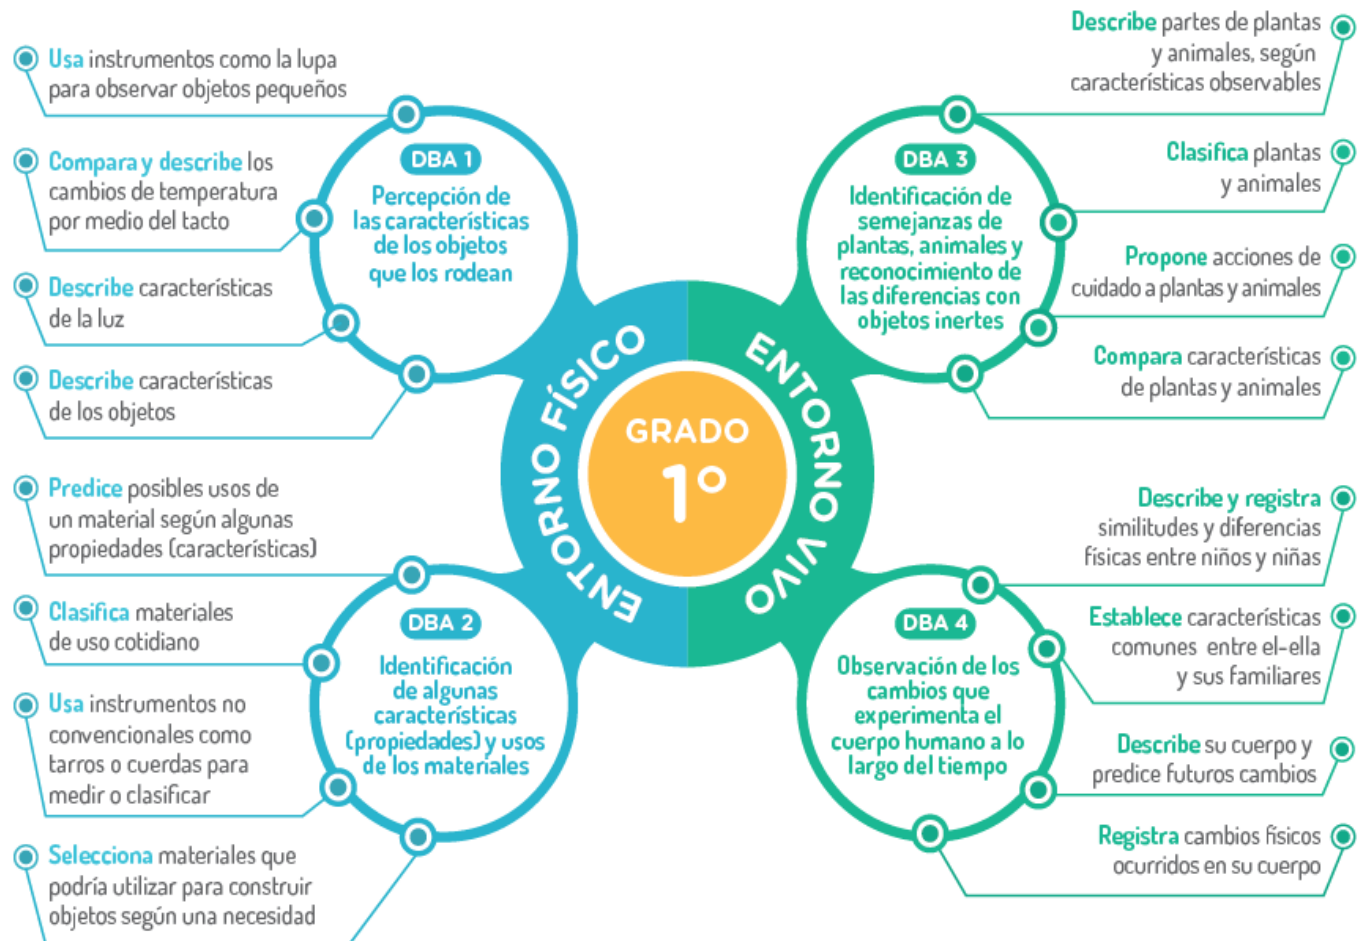 Usa instrumentos como la lupa
para observar objetos pequeños
Compara y describe los
cambios de temperatura
por medio del tacto
Describe características
de la luz
Describe características
de los objetos
DBA 1
Percepción de
las características
de los objetos
que los rodean
Predice posibles usos de
un material según algunas
propiedades (características)
Clasifica materiales
de uso cotidiano
Usa instrumentos no
convencionales como
tarros o cuerdas para
medir o clasificar
Selecciona materiales que
podría utilizar para construir
objetos según una necesidad
DBA 2
Identificación
de algunas
características
(propiedades) y usos
de los materiales
ENTORNO FÍSICO
GRADO
1º
ENTORNO VIVO
DBA 3
Identificación de
semejanzas de
plantas, animales y
reconocimiento de
las diferencias con
objetos inertes
Describe partes de plantas
y animales, según
características observables
Clasifica plantas
y animales
Propone acciones de
cuidado a plantas y animales
Compara características
de plantas y animales
DBA 4
Observación de los
cambios que
experimenta el
cuerpo humano a lo
largo del tiempo
Describe y registra
similitudes y diferencias
físicas entre niños y niñas
Establece características
comunes entre el-ella
y sus familiares
Describe su cuerpo y
predice futuros cambios
Registra cambios físicos
ocurridos en su cuerpo